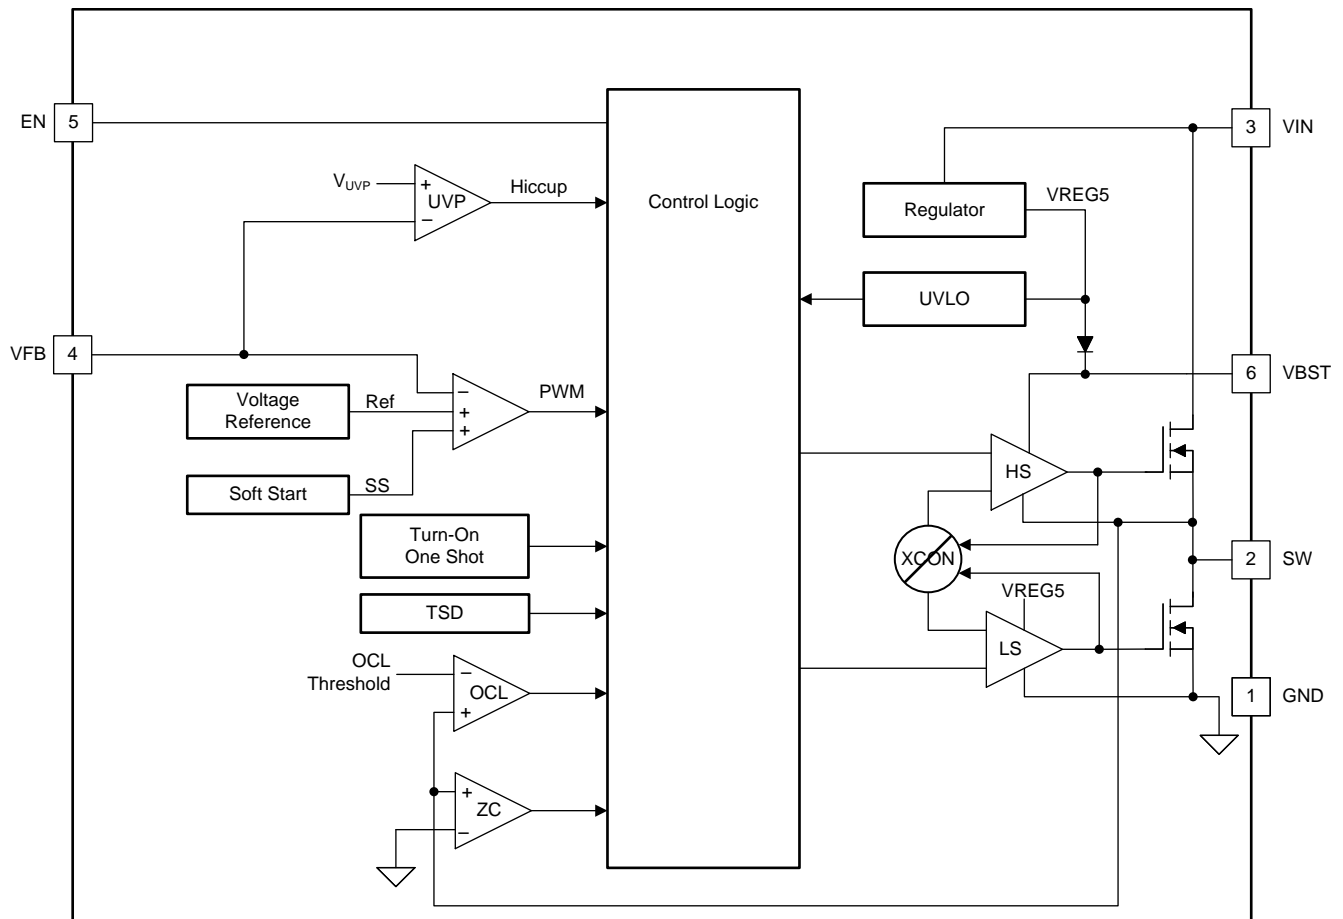 EN 5
3 VIN
V_UVP + UVP −
Hiccup
Control Logic
Regulator
VREG5
UVLO
VFB 4
6 VBST
Voltage
Reference
Ref
−
+
+
PWM
Soft Start
SS
HS
Turn-On
One Shot
XCON
2 SW
TSD
VREG5
LS
OCL
Threshold
− OCL +
1 GND
+ ZC −